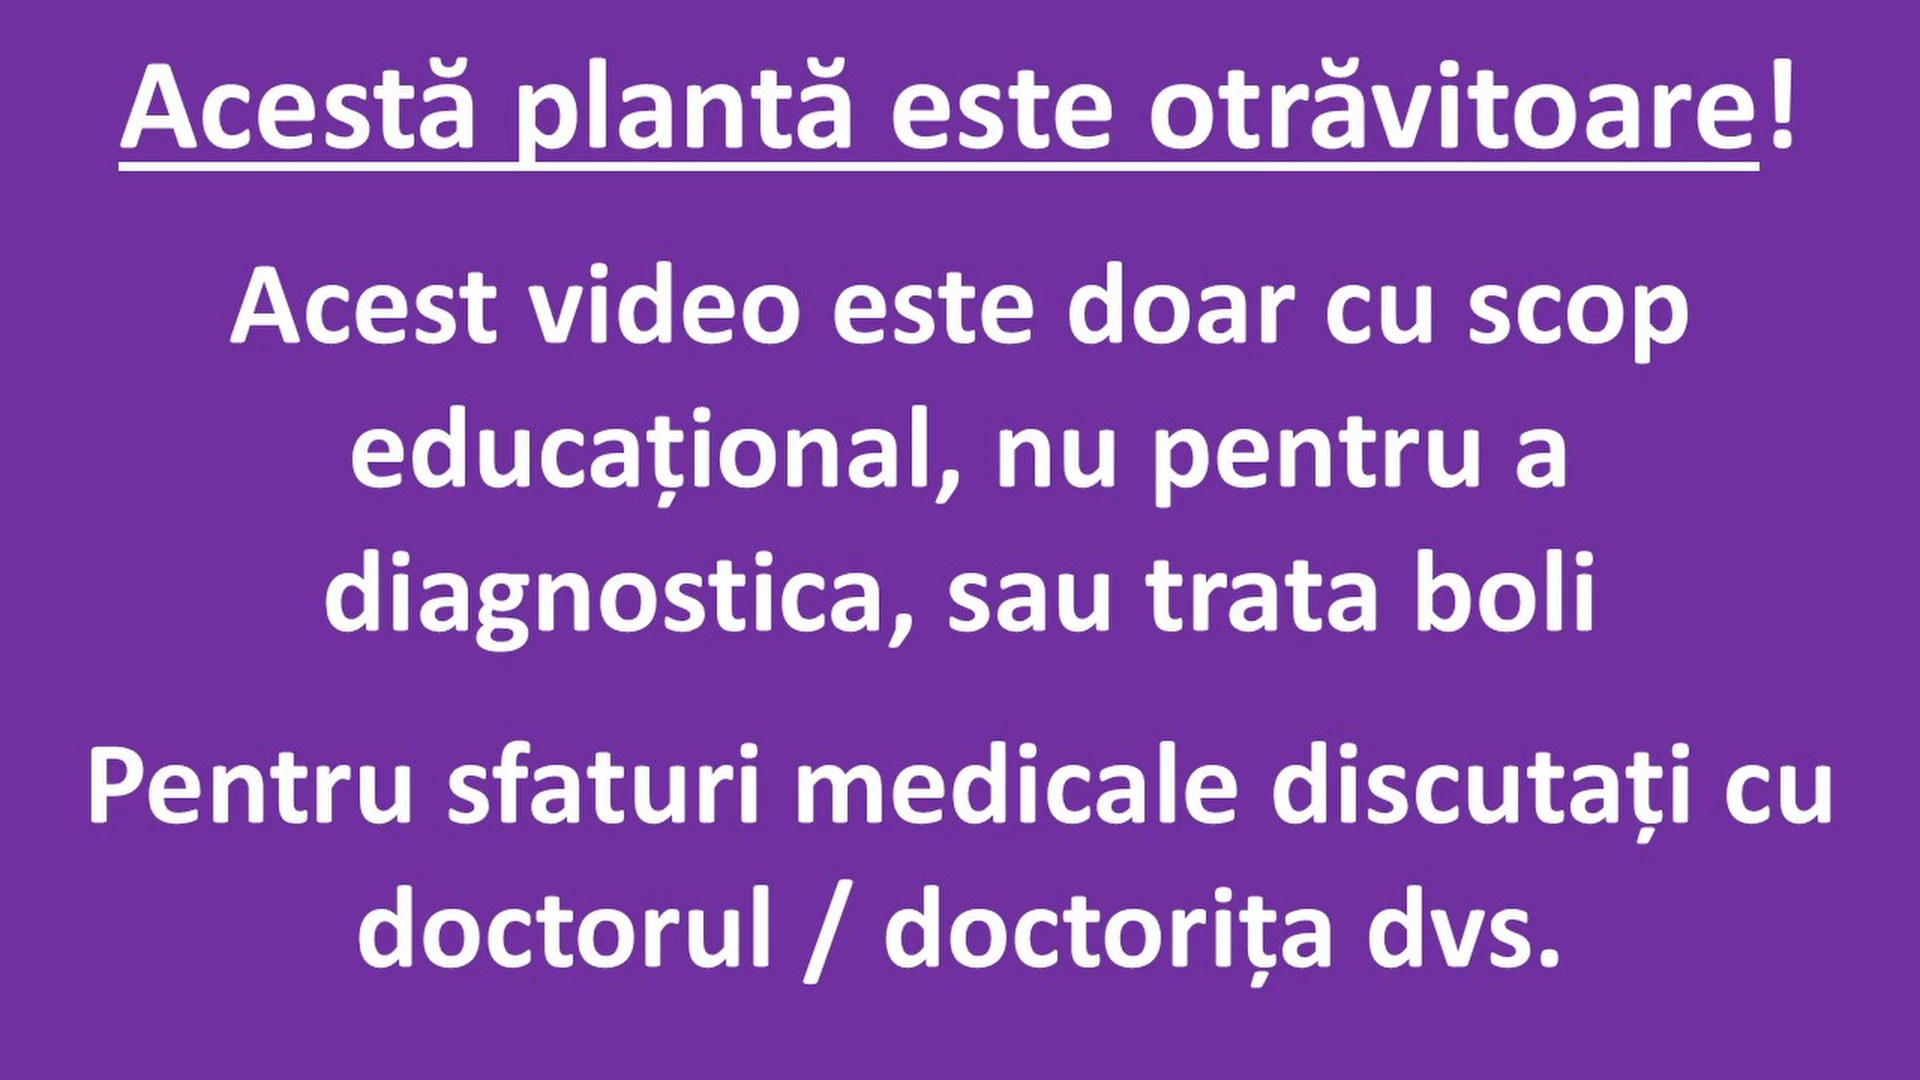 Acestă plantă este otrăvitoare!
Acest video este doar cu scop
educațional, nu pentru a
diagnostica, sau trata boli
Pentru sfaturi medicale discutați cu
doctorul / doctorița dvs.